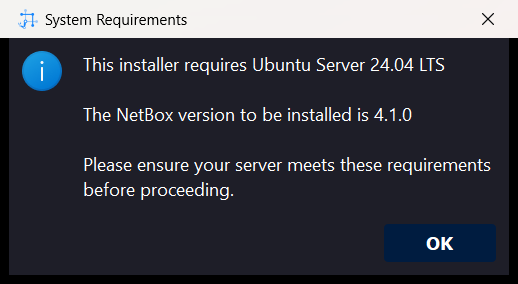 System Requirements
This installer requires Ubuntu Server 24.04 LTS
The NetBox version to be installed is 4.1.0
Please ensure your server meets these requirements
before proceeding.
OK